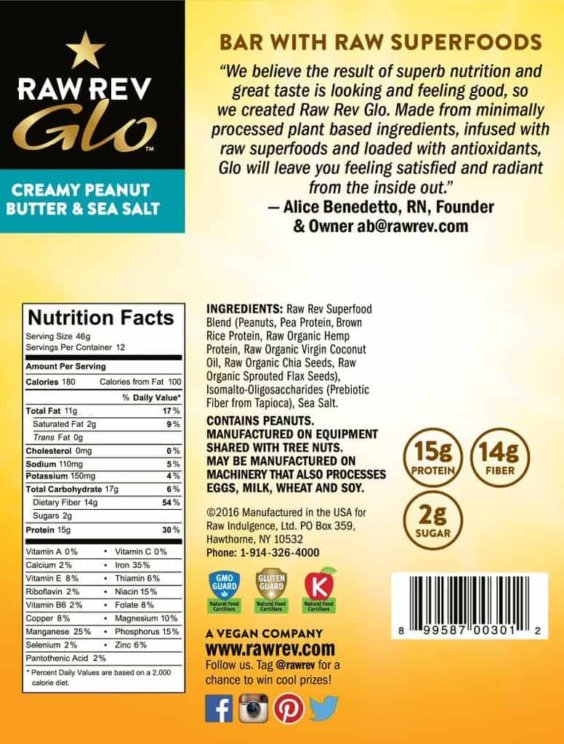 RAW REV
Glo™
CREAMY PEANUT
BUTTER & SEA SALT
BAR WITH RAW SUPERFOODS
“We believe the result of superb nutrition and
great taste is looking and feeling good, so
we created Raw Rev Glo. Made from minimally
processed plant based ingredients, infused with
raw superfoods and loaded with antioxidants,
Glo will leave you feeling satisfied and radiant
from the inside out.”
— Alice Benedetto, RN, Founder
& Owner ab@rawrev.com
Nutrition Facts
Serving Size 46g
Servings Per Container 12
Amount Per Serving
Calories 180 Calories from Fat 100
% Daily Value*
Total Fat 11g 17%
Saturated Fat 2g 9%
Trans Fat 0g
Cholesterol 0mg 0%
Sodium 110mg 5%
Potassium 150mg 4%
Total Carbohydrate 17g 6%
Dietary Fiber 14g 54%
Sugars 2g
Protein 15g 30%
Vitamin A 0% • Vitamin C 0%
Calcium 2% • Iron 35%
Vitamin E 8% • Thiamin 6%
Riboflavin 2% • Niacin 15%
Vitamin B6 2% • Folate 8%
Copper 8% • Magnesium 10%
Manganese 25% • Phosphorus 15%
Selenium 2% • Zinc 6%
Pantothenic Acid 2%
* Percent Daily Values are based on a 2,000
calorie diet.
INGREDIENTS: Raw Rev Superfood
Blend (Peanuts, Pea Protein, Brown
Rice Protein, Raw Organic Hemp
Protein, Raw Organic Virgin Coconut
Oil, Raw Organic Chia Seeds, Raw
Organic Sprouted Flax Seeds),
Isomalto-Oligosaccharides (Prebiotic
Fiber from Tapioca), Sea Salt.
CONTAINS PEANUTS.
MANUFACTURED ON EQUIPMENT
SHARED WITH TREE NUTS.
MAY BE MANUFACTURED ON
MACHINERY THAT ALSO PROCESSES
EGGS, MILK, WHEAT AND SOY.
©2016 Manufactured in the USA for
Raw Indulgence, Ltd. PO Box 359,
Hawthorne, NY 10532
Phone: 1-914-326-4000
GMO
GUARD
Natural Food
Certifiers
GLUTEN
GUARD
Natural Food
Certifiers
K
Natural Food
Certifiers
A VEGAN COMPANY
www.rawrev.com
Follow us. Tag @rawrev for a
chance to win cool prizes!
15g
PROTEIN
14g
FIBER
2g
SUGAR
8 99587 00301 2